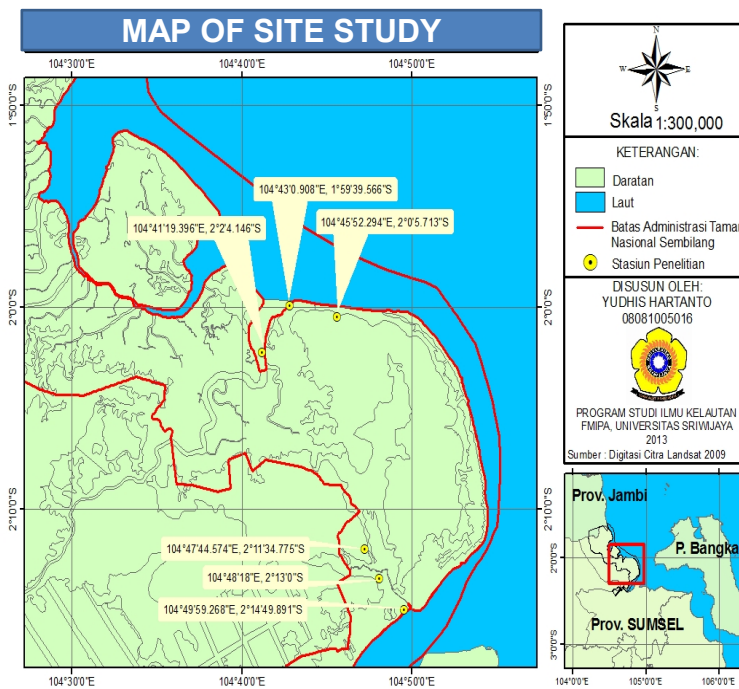 MAP OF SITE STUDY
104°30'0"E 104°40'0"E 104°50'0"E
1°50'0"S
1°50'0"S
104°43'0.908"E, 1°59'39.566"S
104°41'19.396"E, 2°2'4.146"S
104°45'52.294"E, 2°0'5.713"S
2°0'0"S
2°0'0"S
2°10'0"S
2°10'0"S
104°47'44.574"E, 2°11'34.775"S
104°48'18"E, 2°13'0"S
104°49'59.268"E, 2°14'49.891"S
104°30'0"E 104°40'0"E 104°50'0"E
N
W E
S
Skala 1:300,000
KETERANGAN:
Daratan
Laut
Batas Administrasi Taman
Nasional Sembilang
Stasiun Penelitian
DISUSUN OLEH:
YUDHIS HARTANTO
08081005016
PROGRAM STUDI ILMU KELAUTAN
FMIPA, UNIVERSITAS SRIWIJAYA
2013
Sumber : Digitasi Citra Landsat 2009
Prov. Jambi
P. Bangka
Prov. SUMSEL
2°0'0"S
3°0'0"S
104°0'0"E 105°0'0"E 106°0'0"